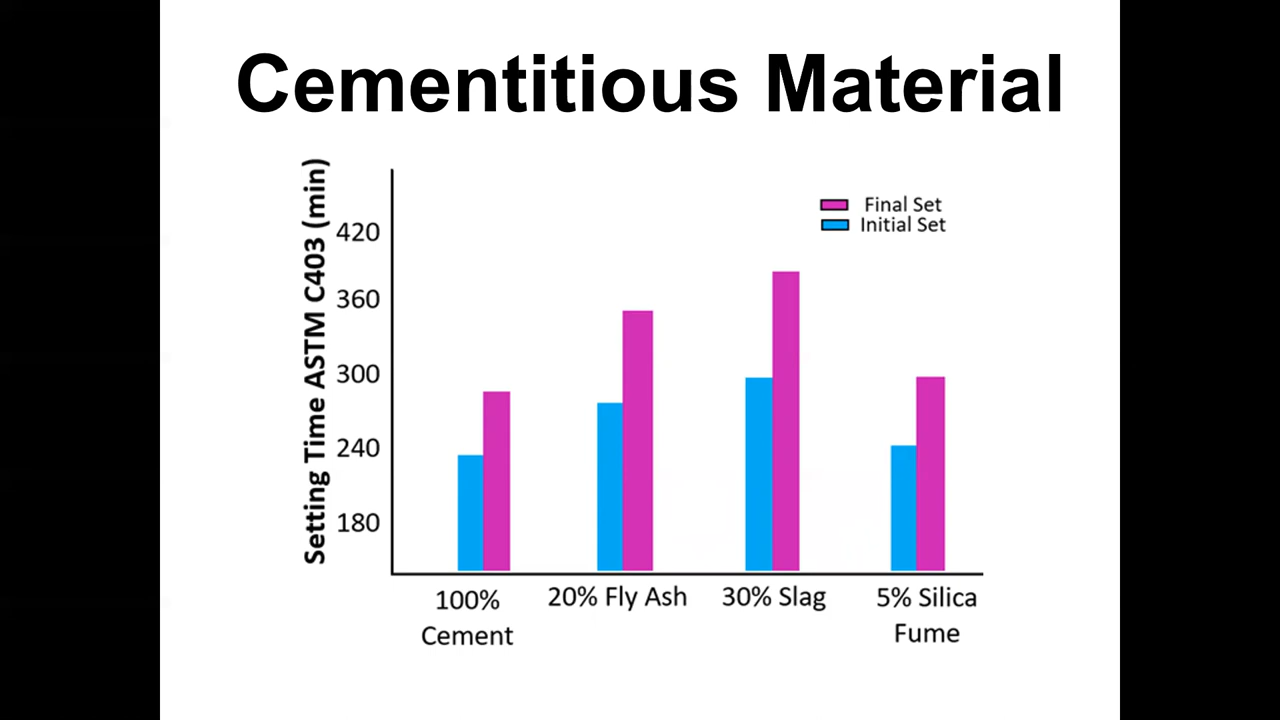 Cementitious Material
Setting Time ASTM C403 (min)
Final Set
Initial Set
420
360
300
240
180
100%
Cement
20% Fly Ash
30% Slag
5% Silica
Fume